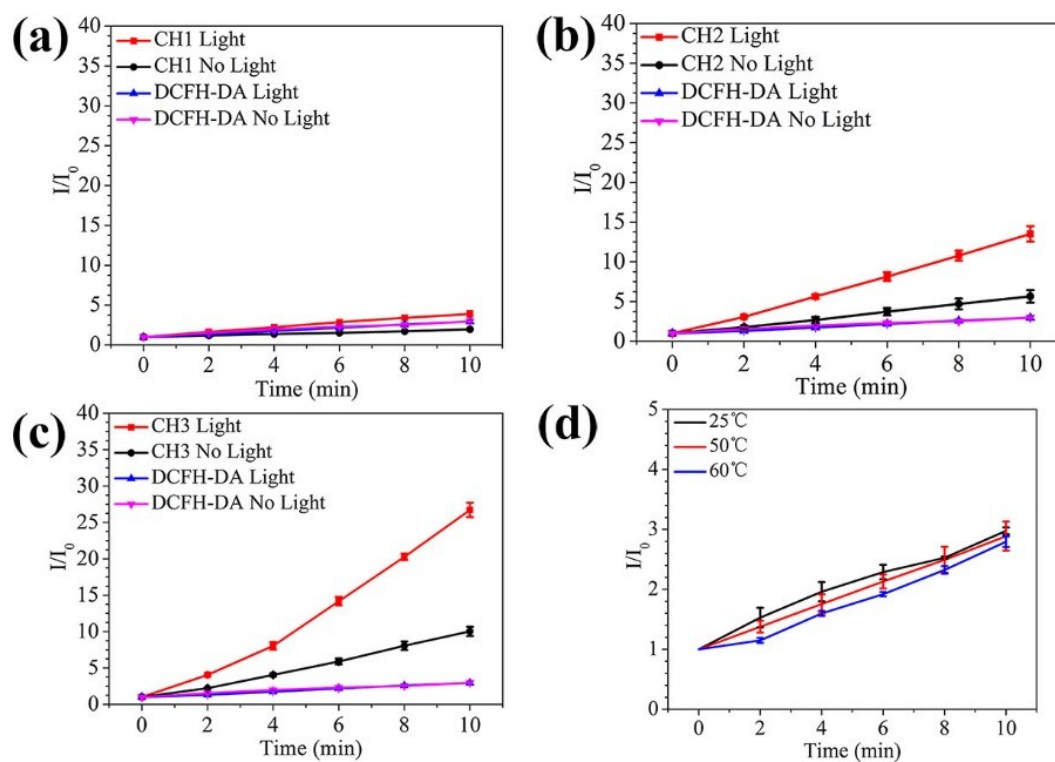 (a)
CH1 Light
CH1 No Light
DCFH-DA Light
DCFH-DA No Light
40
35
30
25
20
15
10
5
0
I/I₀
0 2 4 6 8 10
Time (min)
(b)
CH2 Light
CH2 No Light
DCFH-DA Light
DCFH-DA No Light
40
35
30
25
20
15
10
5
0
I/I₀
0 2 4 6 8 10
Time (min)
(c)
CH3 Light
CH3 No Light
DCFH-DA Light
DCFH-DA No Light
40
35
30
25
20
15
10
5
0
I/I₀
0 2 4 6 8 10
Time (min)
(d)
25℃
50℃
60℃
5
4
3
2
1
0
I/I₀
0 2 4 6 8 10
Time (min)